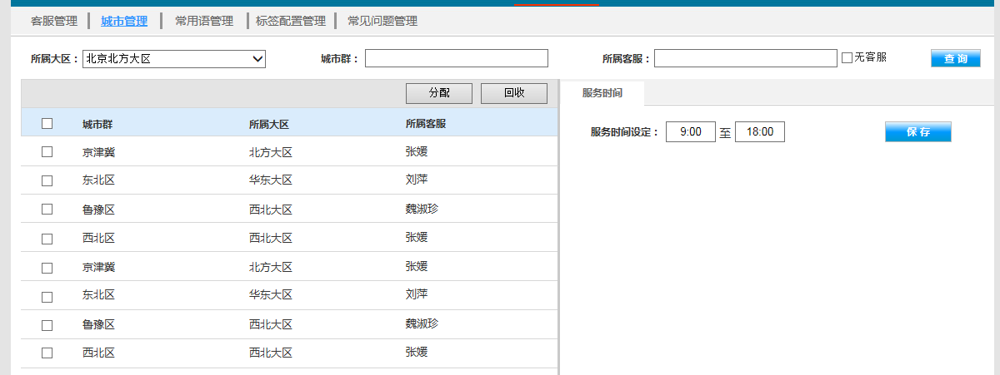 客服管理 城市管理 常用语管理 标签配置管理 常见问题管理
所属大区： 北京北方大区 城市群： 所属客服： 无客服 查 询
分配 回收 服务时间
城市群 所属大区 所属客服
服务时间设定： 9:00 至 18:00 保 存
京津冀 北方大区 张媛
东北区 华东大区 刘萍
鲁豫区 西北大区 魏淑珍
西北区 西北大区 张媛
京津冀 北方大区 张媛
东北区 华东大区 刘萍
鲁豫区 西北大区 魏淑珍
西北区 西北大区 张媛